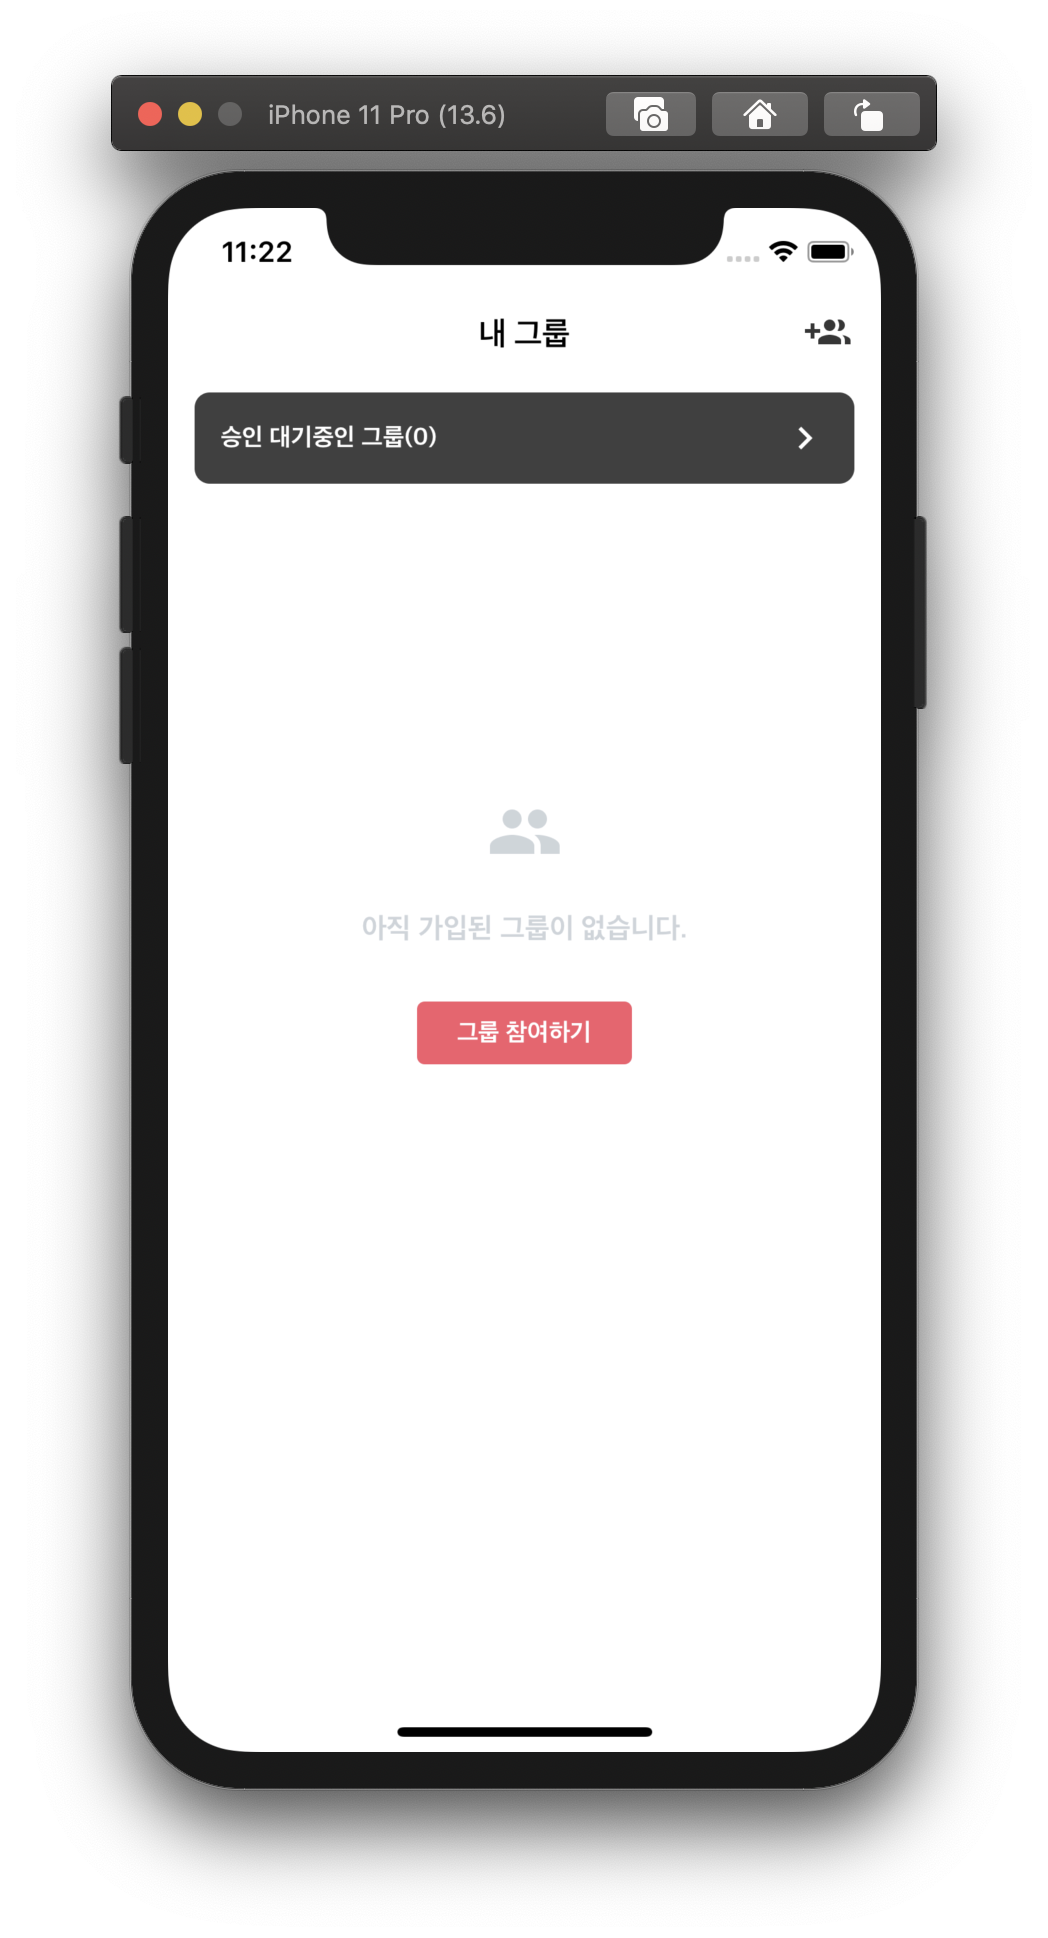 iPhone 11 Pro (13.6)
11:22
내 그룹
승인 대기중인 그룹(0)
아직 가입된 그룹이 없습니다.
그룹 참여하기